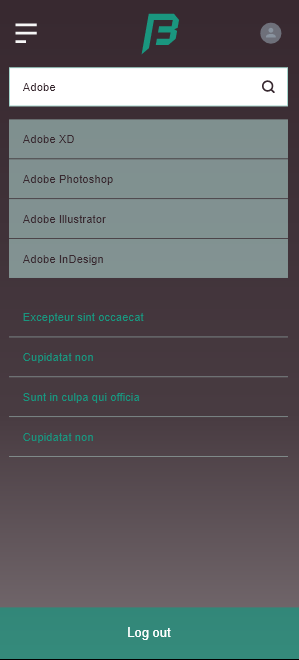 Adobe
Adobe XD
Adobe Photoshop
Adobe Illustrator
Adobe InDesign
Excepteur sint occaecat
Cupidatat non
Sunt in culpa qui officia
Cupidatat non
Log out